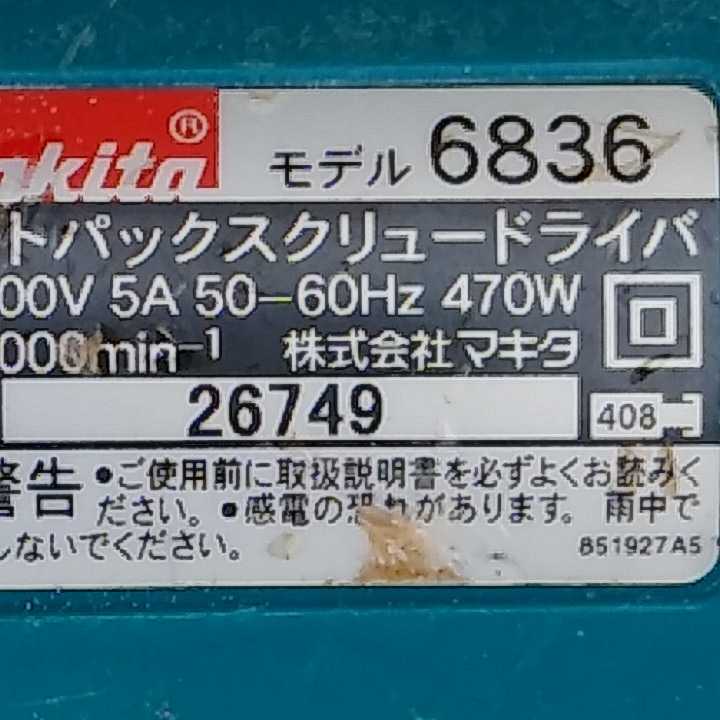 akita®
モデル 6836
トパックスクリュードライバ
00V 5A 50-60Hz 470W
000min-1 株式会社マキタ
26749
408
警告 •ご使用前に取扱説明書を必ずよくお読みく
ださい。•感電の恐れがあります。雨中で
しないでください。
851927A5